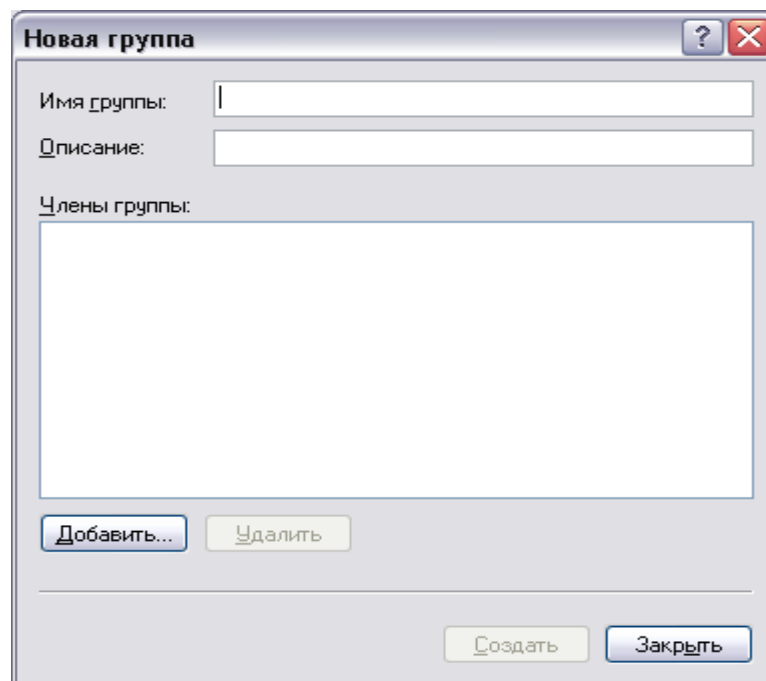 Новая группа
?
Имя группы:
Описание:
Члены группы:
Добавить... Удалить
Создать Закрыть